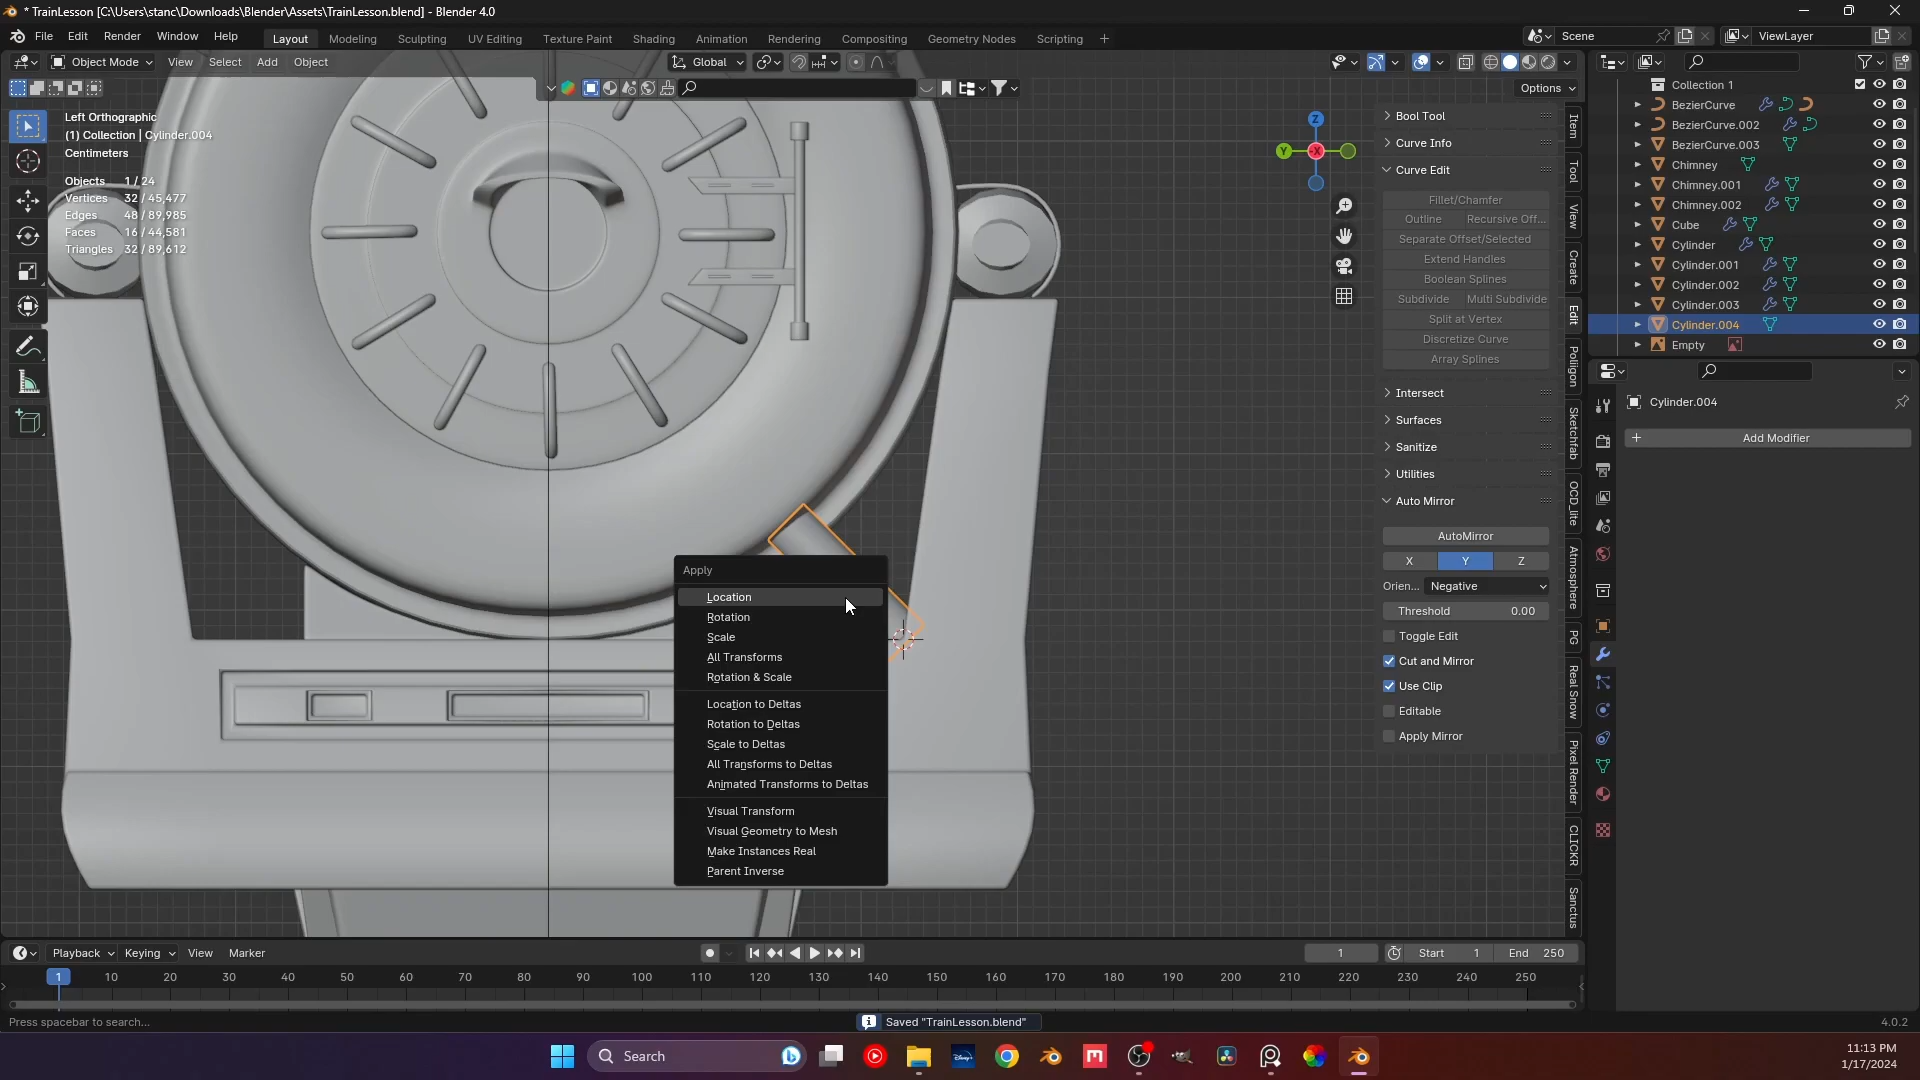 * TrainLesson [C:\Users\stanc\Downloads\Blender\Assets\TrainLesson.blend] - Blender 4.0
File Edit Render Window Help
Layout Modeling Sculpting UV Editing Texture Paint Shading Animation Rendering Compositing Geometry Nodes Scripting +
Scene
ViewLayer
Object Mode View Select Add Object
Global
Options
Left Orthographic
(1) Collection | Cylinder.004
Centimeters
Objects 1 / 24
Vertices 32 / 45,477
Edges 48 / 89,985
Faces 16 / 44,581
Triangles 32 / 89,612
Z
Y
-X
Apply
Location
Rotation
Scale
All Transforms
Rotation & Scale
Location to Deltas
Rotation to Deltas
Scale to Deltas
All Transforms to Deltas
Animated Transforms to Deltas
Visual Transform
Visual Geometry to Mesh
Make Instances Real
Parent Inverse
Bool Tool
Curve Info
Curve Edit
Fillet/Chamfer
Outline Recursive Off...
Separate Offset/Selected
Extend Handles
Boolean Splines
Subdivide Multi Subdivide
Split at Vertex
Discretize Curve
Array Splines
Intersect
Surfaces
Sanitize
Utilities
Auto Mirror
AutoMirror
X Y Z
Orien... Negative
Threshold 0.00
Toggle Edit
Cut and Mirror
Use Clip
Editable
Apply Mirror
Item
Tool
View
Create
Edit
Poliigon
Sketchfab
OCD_lite
Atmosphere
PG
Real Snow
Pixel Render
CLICKR
Sanctus
Collection 1
BezierCurve
BezierCurve.002
BezierCurve.003
Chimney
Chimney.001
Chimney.002
Cube
Cylinder
Cylinder.001
Cylinder.002
Cylinder.003
Cylinder.004
Empty
Cylinder.004
+ Add Modifier
Playback Keying View Marker
1 Start 1 End 250
1 10 20 30 40 50 60 70 80 90 100 110 120 130 140 150 160 170 180 190 200 210 220 230 240 250
Press spacebar to search...
Saved "TrainLesson.blend"
4.0.2
Search
Disney+
11:13 PM
1/17/2024